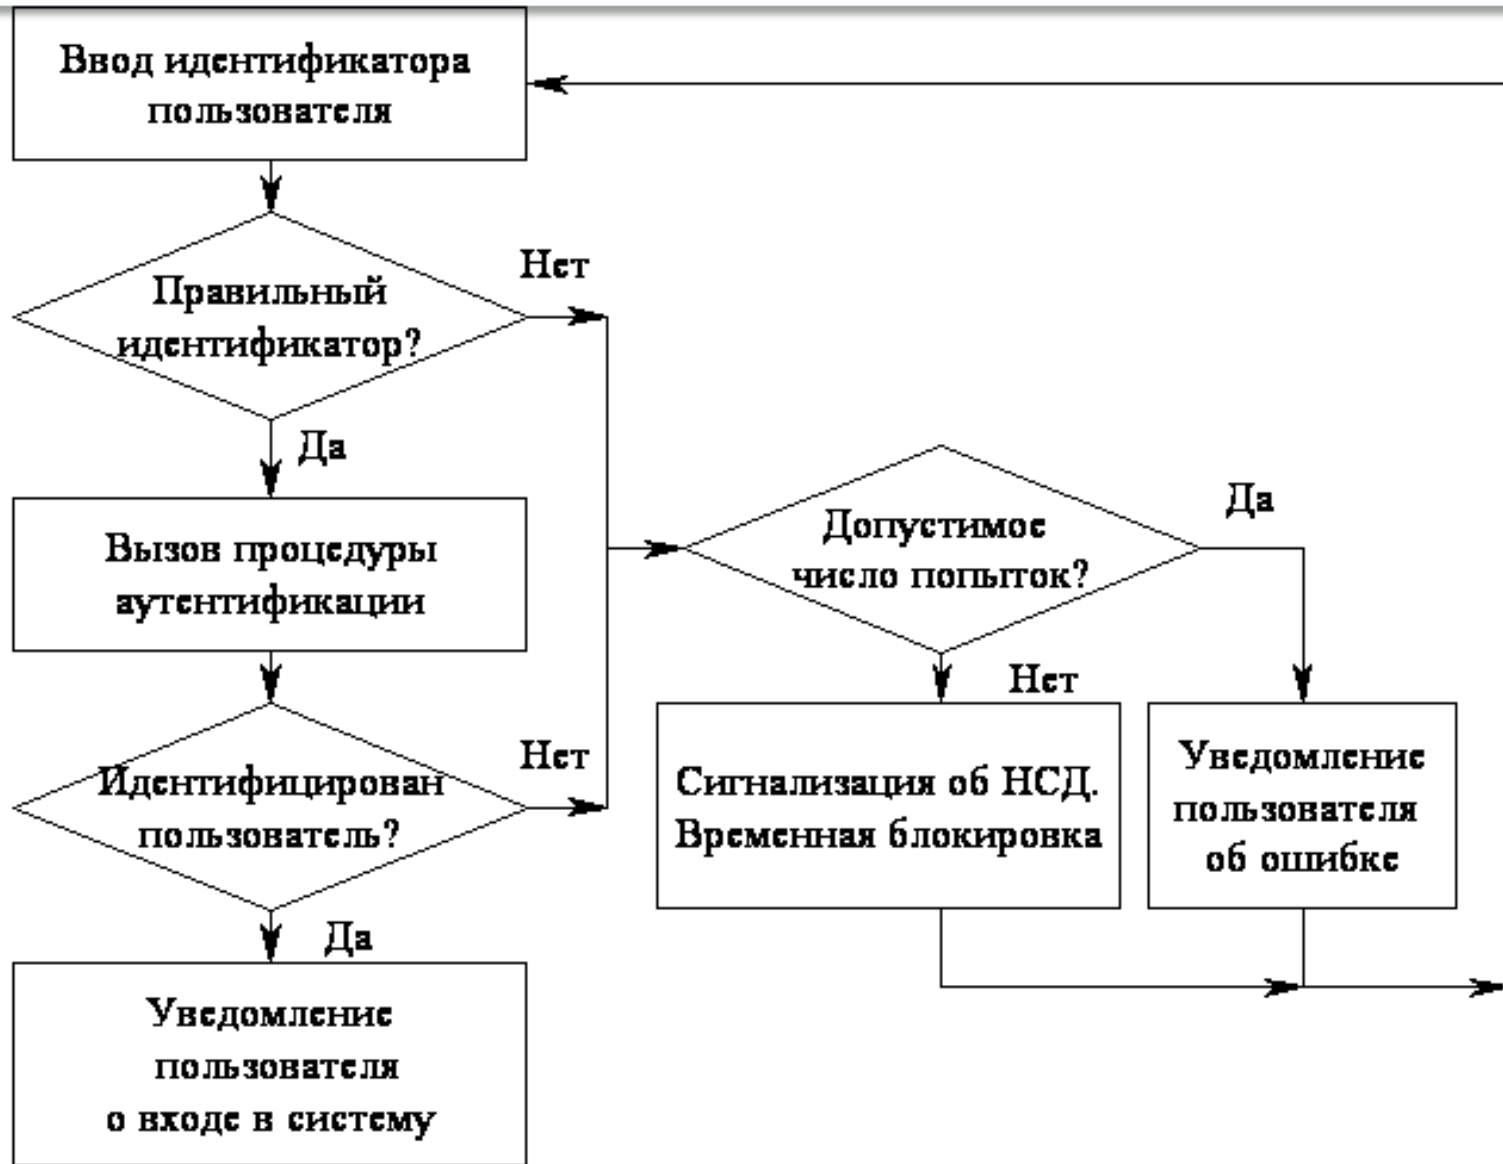 Ввод идентификатора
пользователя
Правильный
идентификатор?
Нет
Да
Вызов процедуры
аутентификации
Идентифицирован
пользователь?
Нет
Да
Уведомление
пользователя
о входе в систему
Допустимое
число попыток?
Да
Нет
Сигнализация об НСД.
Временная блокировка
Уведомление
пользователя
об ошибке